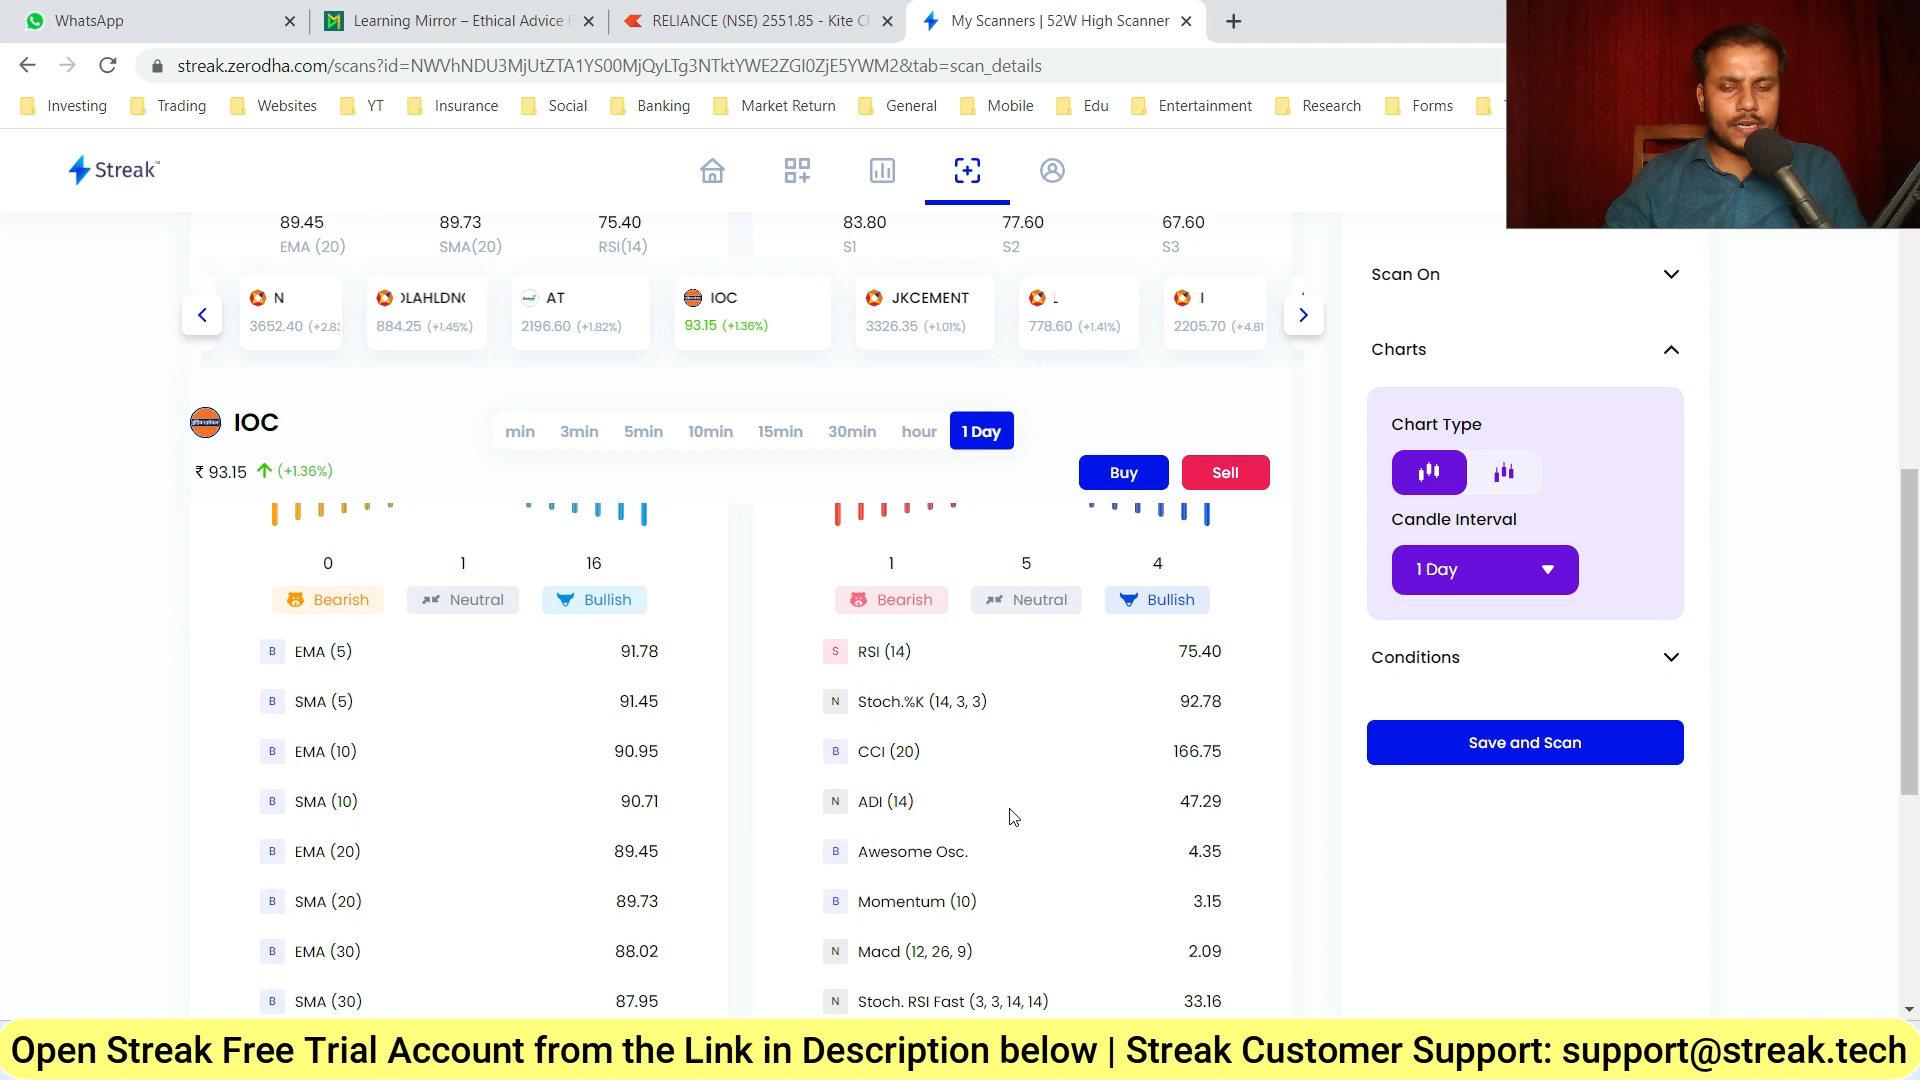 WhatsApp
Learning Mirror – Ethical Advice F
RELIANCE (NSE) 2551.85 - Kite Ch
My Scanners | 52W High Scanner
streak.zerodha.com/scans?id=NWVhNDU3MjUtZTA1YS00MjQyLTg3NTktYWE2ZGI0ZjE5YWM2&tab=scan_details
Investing Trading Websites YT Insurance Social Banking Market Return General Mobile Edu Entertainment Research Forms
Streak™
89.45 89.73 75.40 83.80 77.60 67.60
EMA (20) SMA(20) RSI(14) S1 S2 S3
N OLAHLDNG AT IOC JKCEMENT L I
3652.40 (+2.83 884.25 (+1.45%) 2196.60 (+1.82%) 93.15 (+1.36%) 3326.35 (+1.01%) 778.60 (+1.41%) 2205.70 (+4.81
IOC
min 3min 5min 10min 15min 30min hour 1 Day
₹ 93.15 (+1.36%)
Buy Sell
0 1 16
Bearish Neutral Bullish
B EMA (5) 91.78
B SMA (5) 91.45
B EMA (10) 90.95
B SMA (10) 90.71
B EMA (20) 89.45
B SMA (20) 89.73
B EMA (30) 88.02
B SMA (30) 87.95
1 5 4
Bearish Neutral Bullish
S RSI (14) 75.40
N Stoch.%K (14, 3, 3) 92.78
B CCI (20) 166.75
N ADI (14) 47.29
B Awesome Osc. 4.35
B Momentum (10) 3.15
N Macd (12, 26, 9) 2.09
N Stoch. RSI Fast (3, 3, 14, 14) 33.16
Scan On
Charts
Chart Type
Candle Interval
1 Day
Conditions
Save and Scan
Open Streak Free Trial Account from the Link in Description below | Streak Customer Support: support@streak.tech